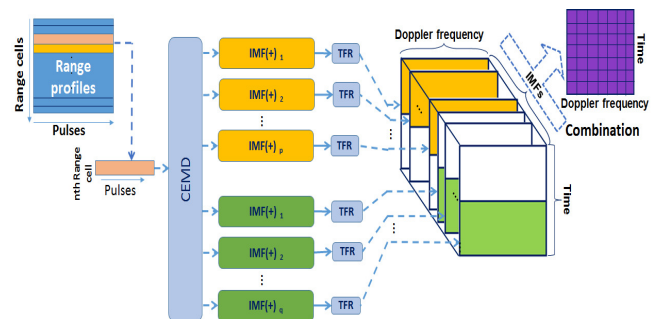 Range cells
Range
profiles
Pulses
nth Range
cell
Pulses
CEMD
IMF(+) 1
TFR
IMF(+) 2
TFR
...
IMF(+) p
TFR
IMF(+) 1
TFR
IMF(+) 2
TFR
...
IMF(+) q
TFR
Doppler frequency
...
...
...
...
Time
IMFs
Time
Doppler frequency
Combination